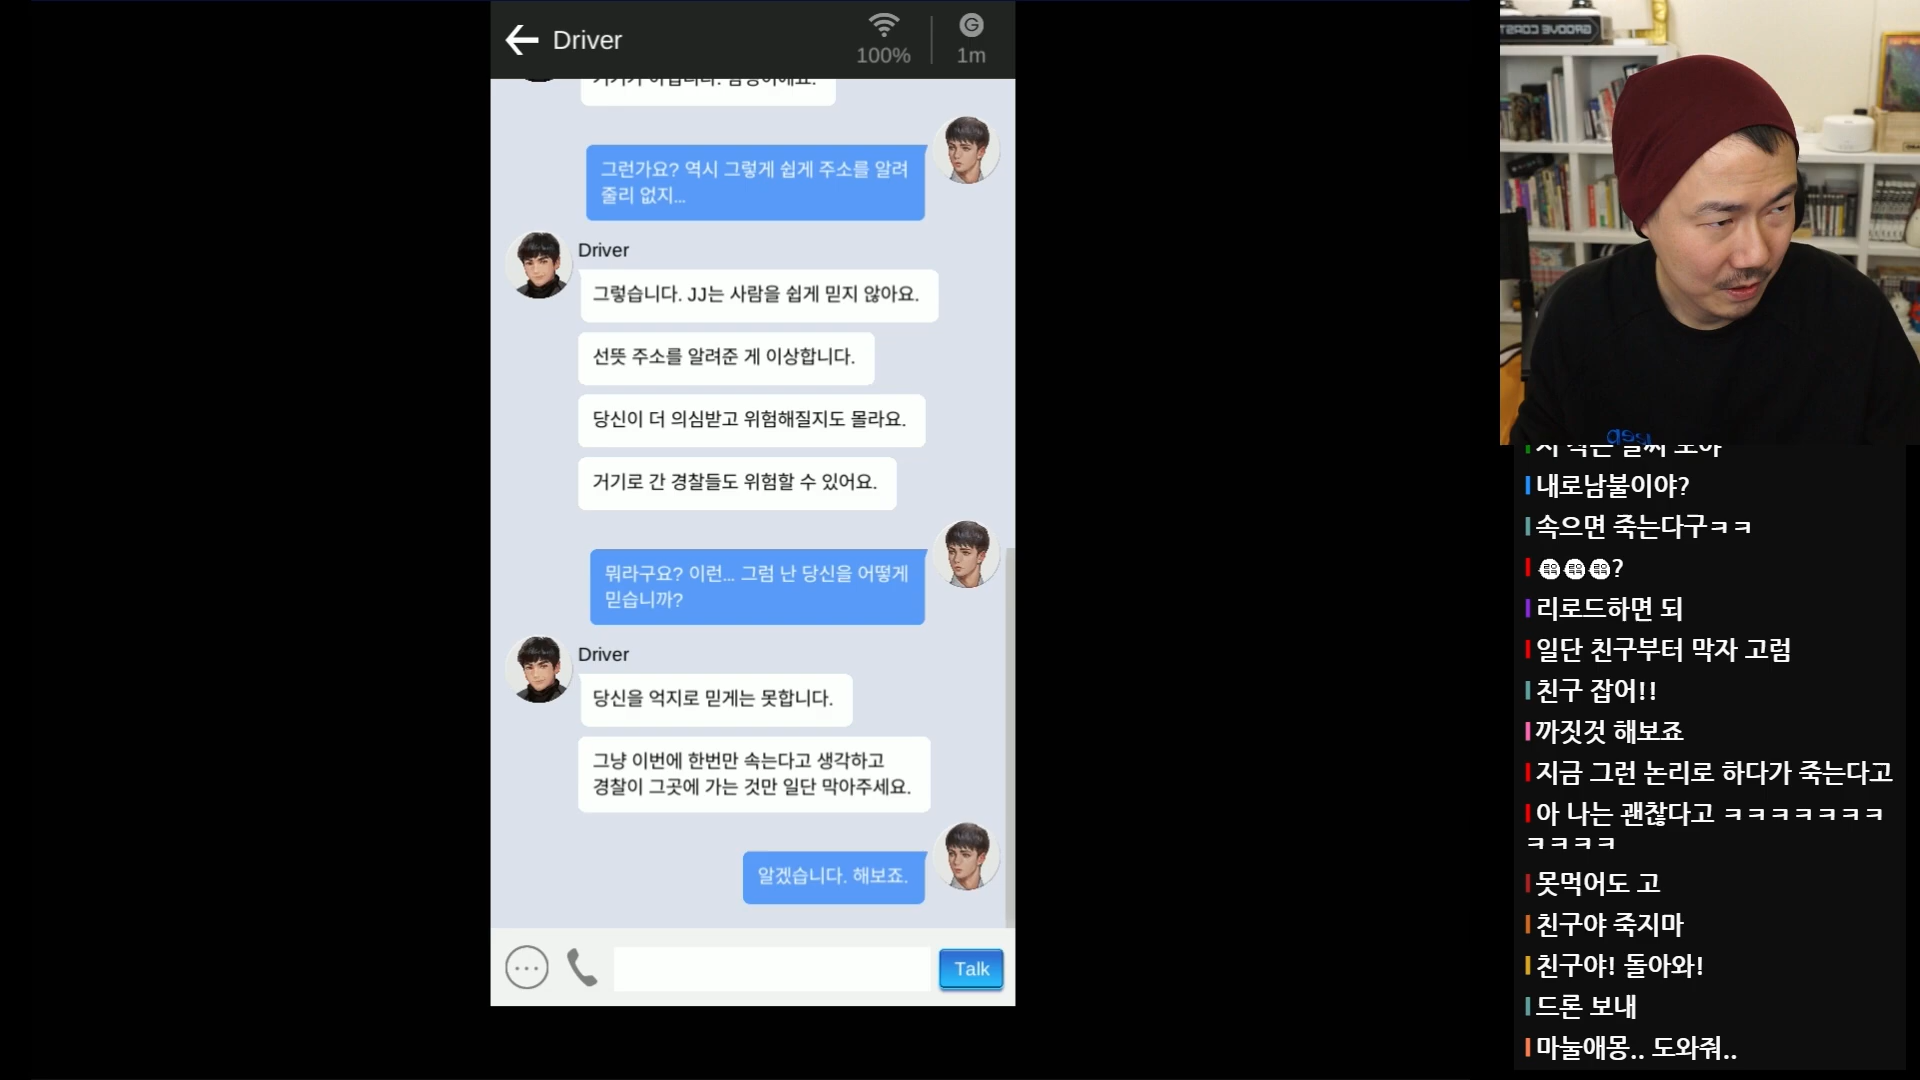 Driver
100%
G
1m
그런가요? 역시 그렇게 쉽게 주소를 알려
줄리 없지...
Driver
그렇습니다. JJ는 사람을 쉽게 믿지 않아요.
선뜻 주소를 알려준 게 이상합니다.
당신이 더 의심받고 위험해질지도 몰라요.
거기로 간 경찰들도 위험할 수 있어요.
뭐라구요? 이런... 그럼 난 당신을 어떻게
믿습니까?
Driver
당신을 억지로 믿게는 못합니다.
그냥 이번에 한번만 속는다고 생각하고
경찰이 그곳에 가는 것만 일단 막아주세요.
알겠습니다. 해보죠.
Talk
GROOVE COAST
내로남불이야?
속으면 죽는다구ㅋㅋ
?
리로드하면 되
일단 친구부터 막자 고럼
친구 잡어!!
까짓것 해보죠
지금 그런 논리로 하다가 죽는다고
아 나는 괜찮다고 ㅋㅋㅋㅋㅋㅋㅋ
ㅋㅋㅋㅋ
못먹어도 고
친구야 죽지마
친구야! 돌아와!
드론 보내
마눌애몽.. 도와줘..